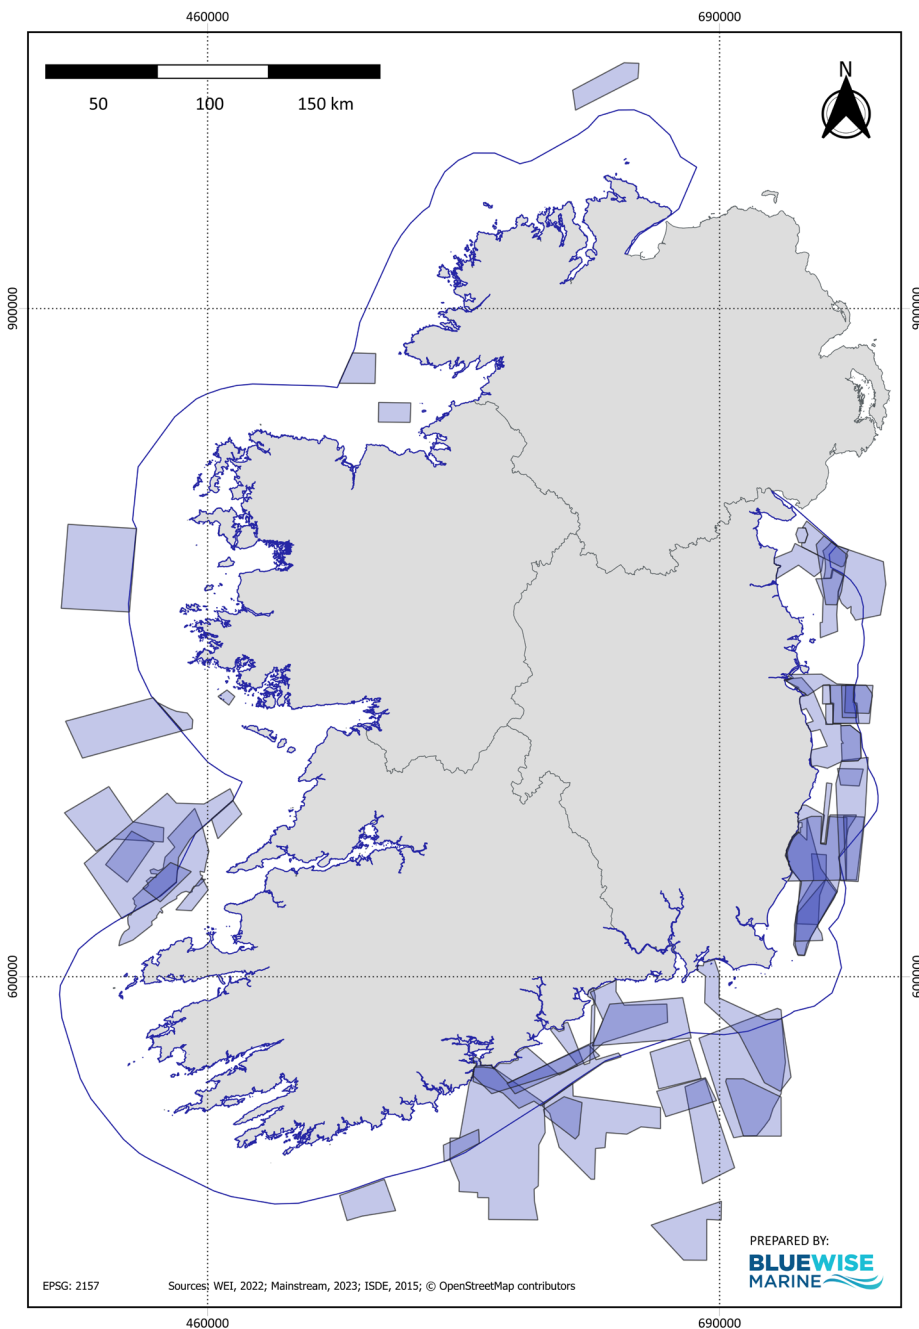 460000
690000
N
50
100
150 km
900000
900000
600000
600000
PREPARED BY:
BLUEWISE
MARINE
EPSG: 2157
Sources: WEI, 2022; Mainstream, 2023; ISDE, 2015; © OpenStreetMap contributors
460000
690000